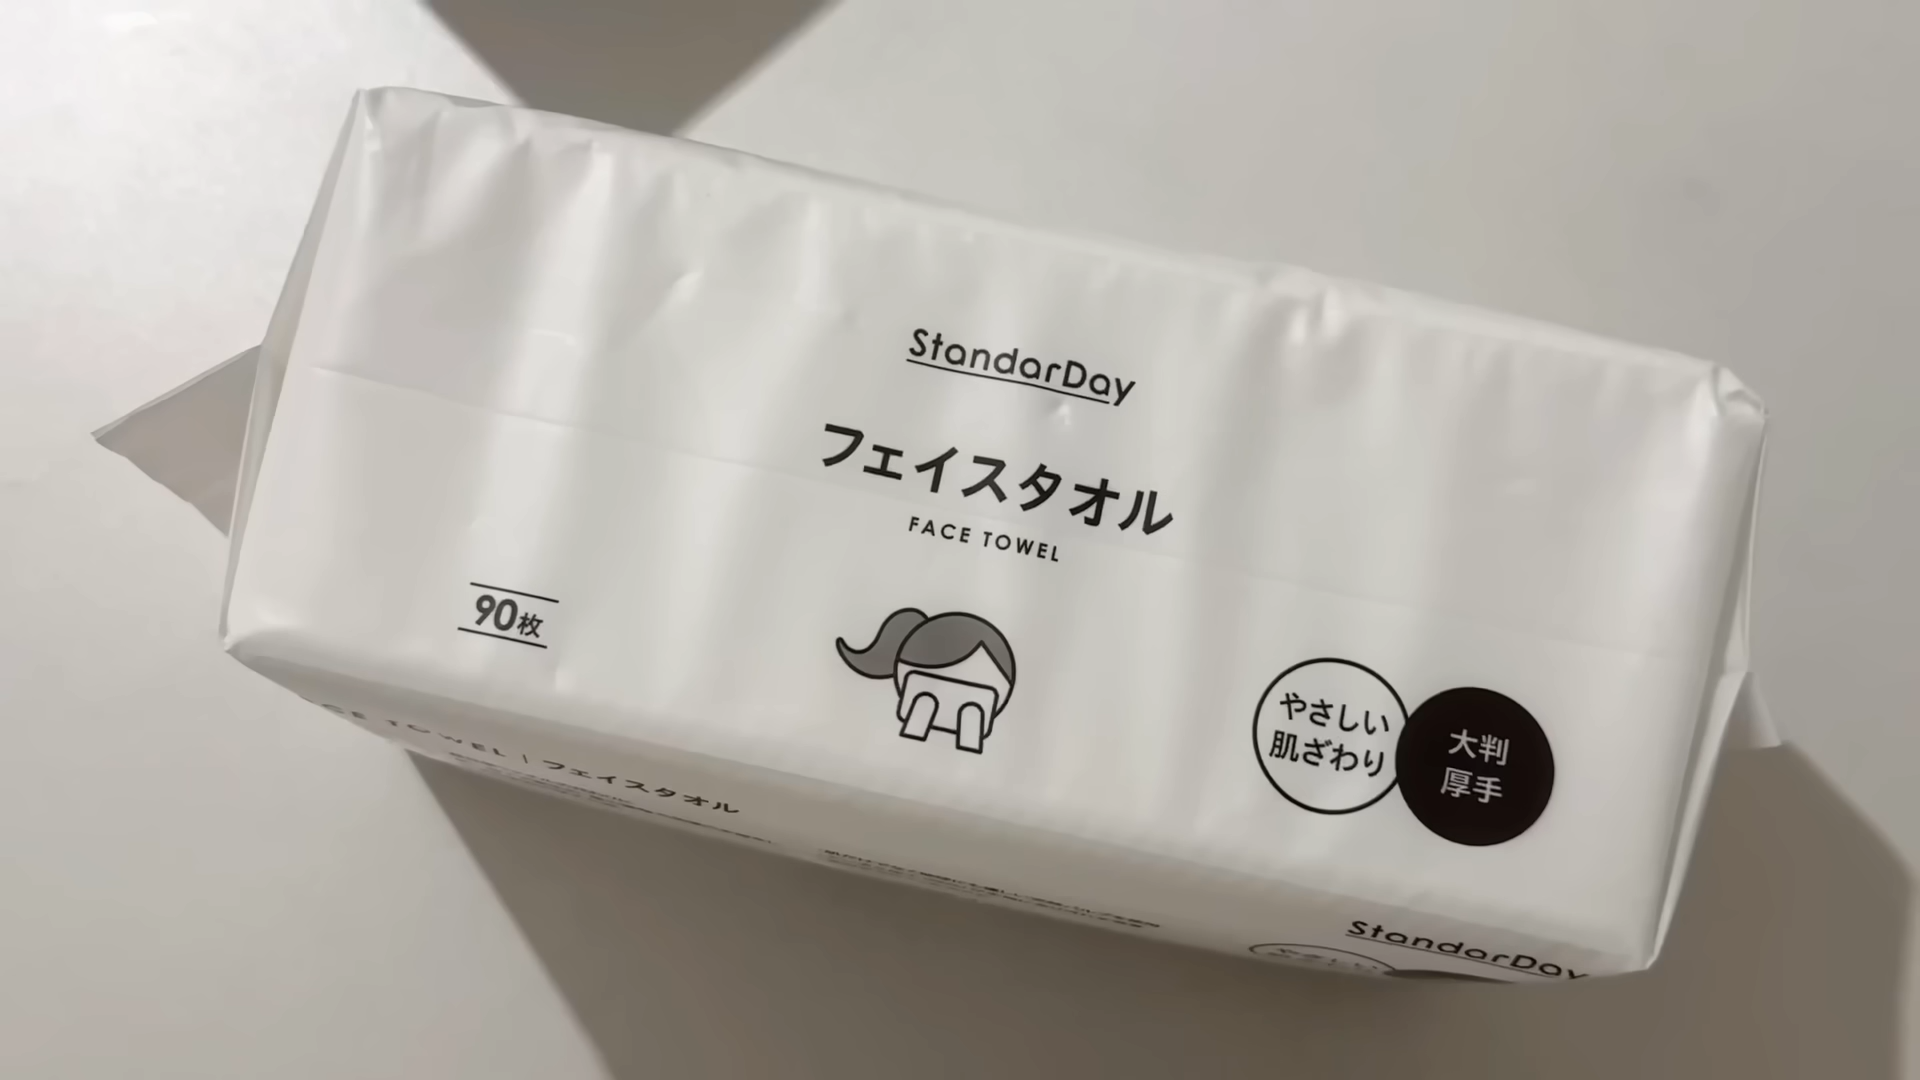 StandarDay
フェイスタオル
FACE TOWEL
90枚
やさしい
肌ざわり
大判
厚手
TOWEL | フェイスタオル
StandarDay